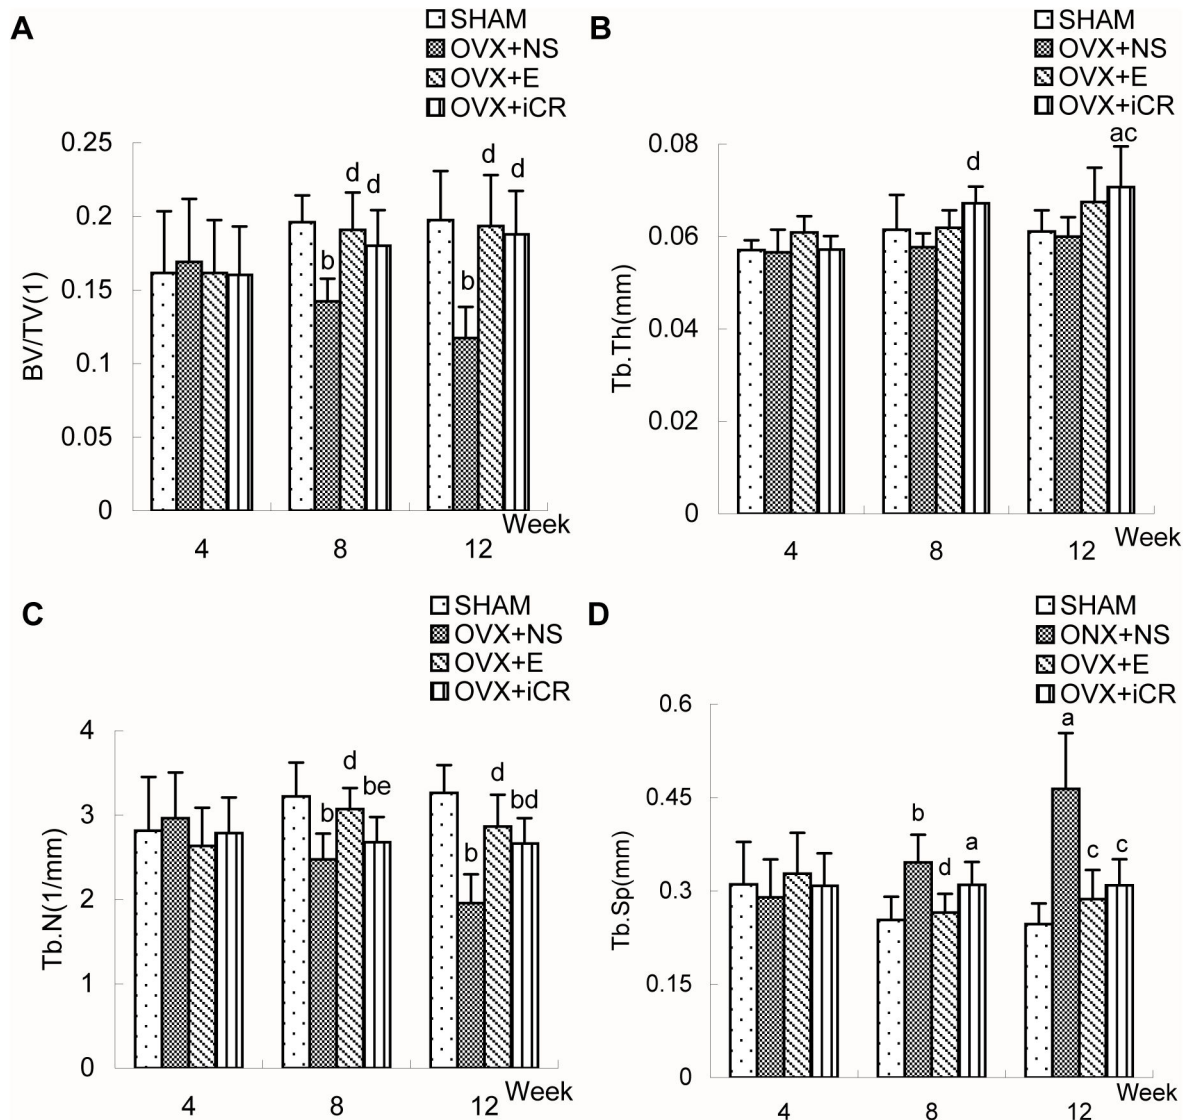 A
SHAM
OVX+NS
OVX+E
OVX+iCR
BV/TV(1)
0.25
0.2
0.15
0.1
0.05
0
b
d
d
b
d
d
4
8
12
Week
B
SHAM
OVX+NS
OVX+E
OVX+iCR
Tb.Th(mm)
0.08
0.06
0.04
0.02
0
d
ac
4
8
12
Week
C
SHAM
OVX+NS
OVX+E
OVX+iCR
Tb.N(1/mm)
4
3
2
1
0
b
d
be
b
d
bd
4
8
12
Week
D
SHAM
ONX+NS
OVX+E
OVX+iCR
Tb.Sp(mm)
0.6
0.45
0.3
0.15
0
b
d
a
a
c
c
4
8
12
Week